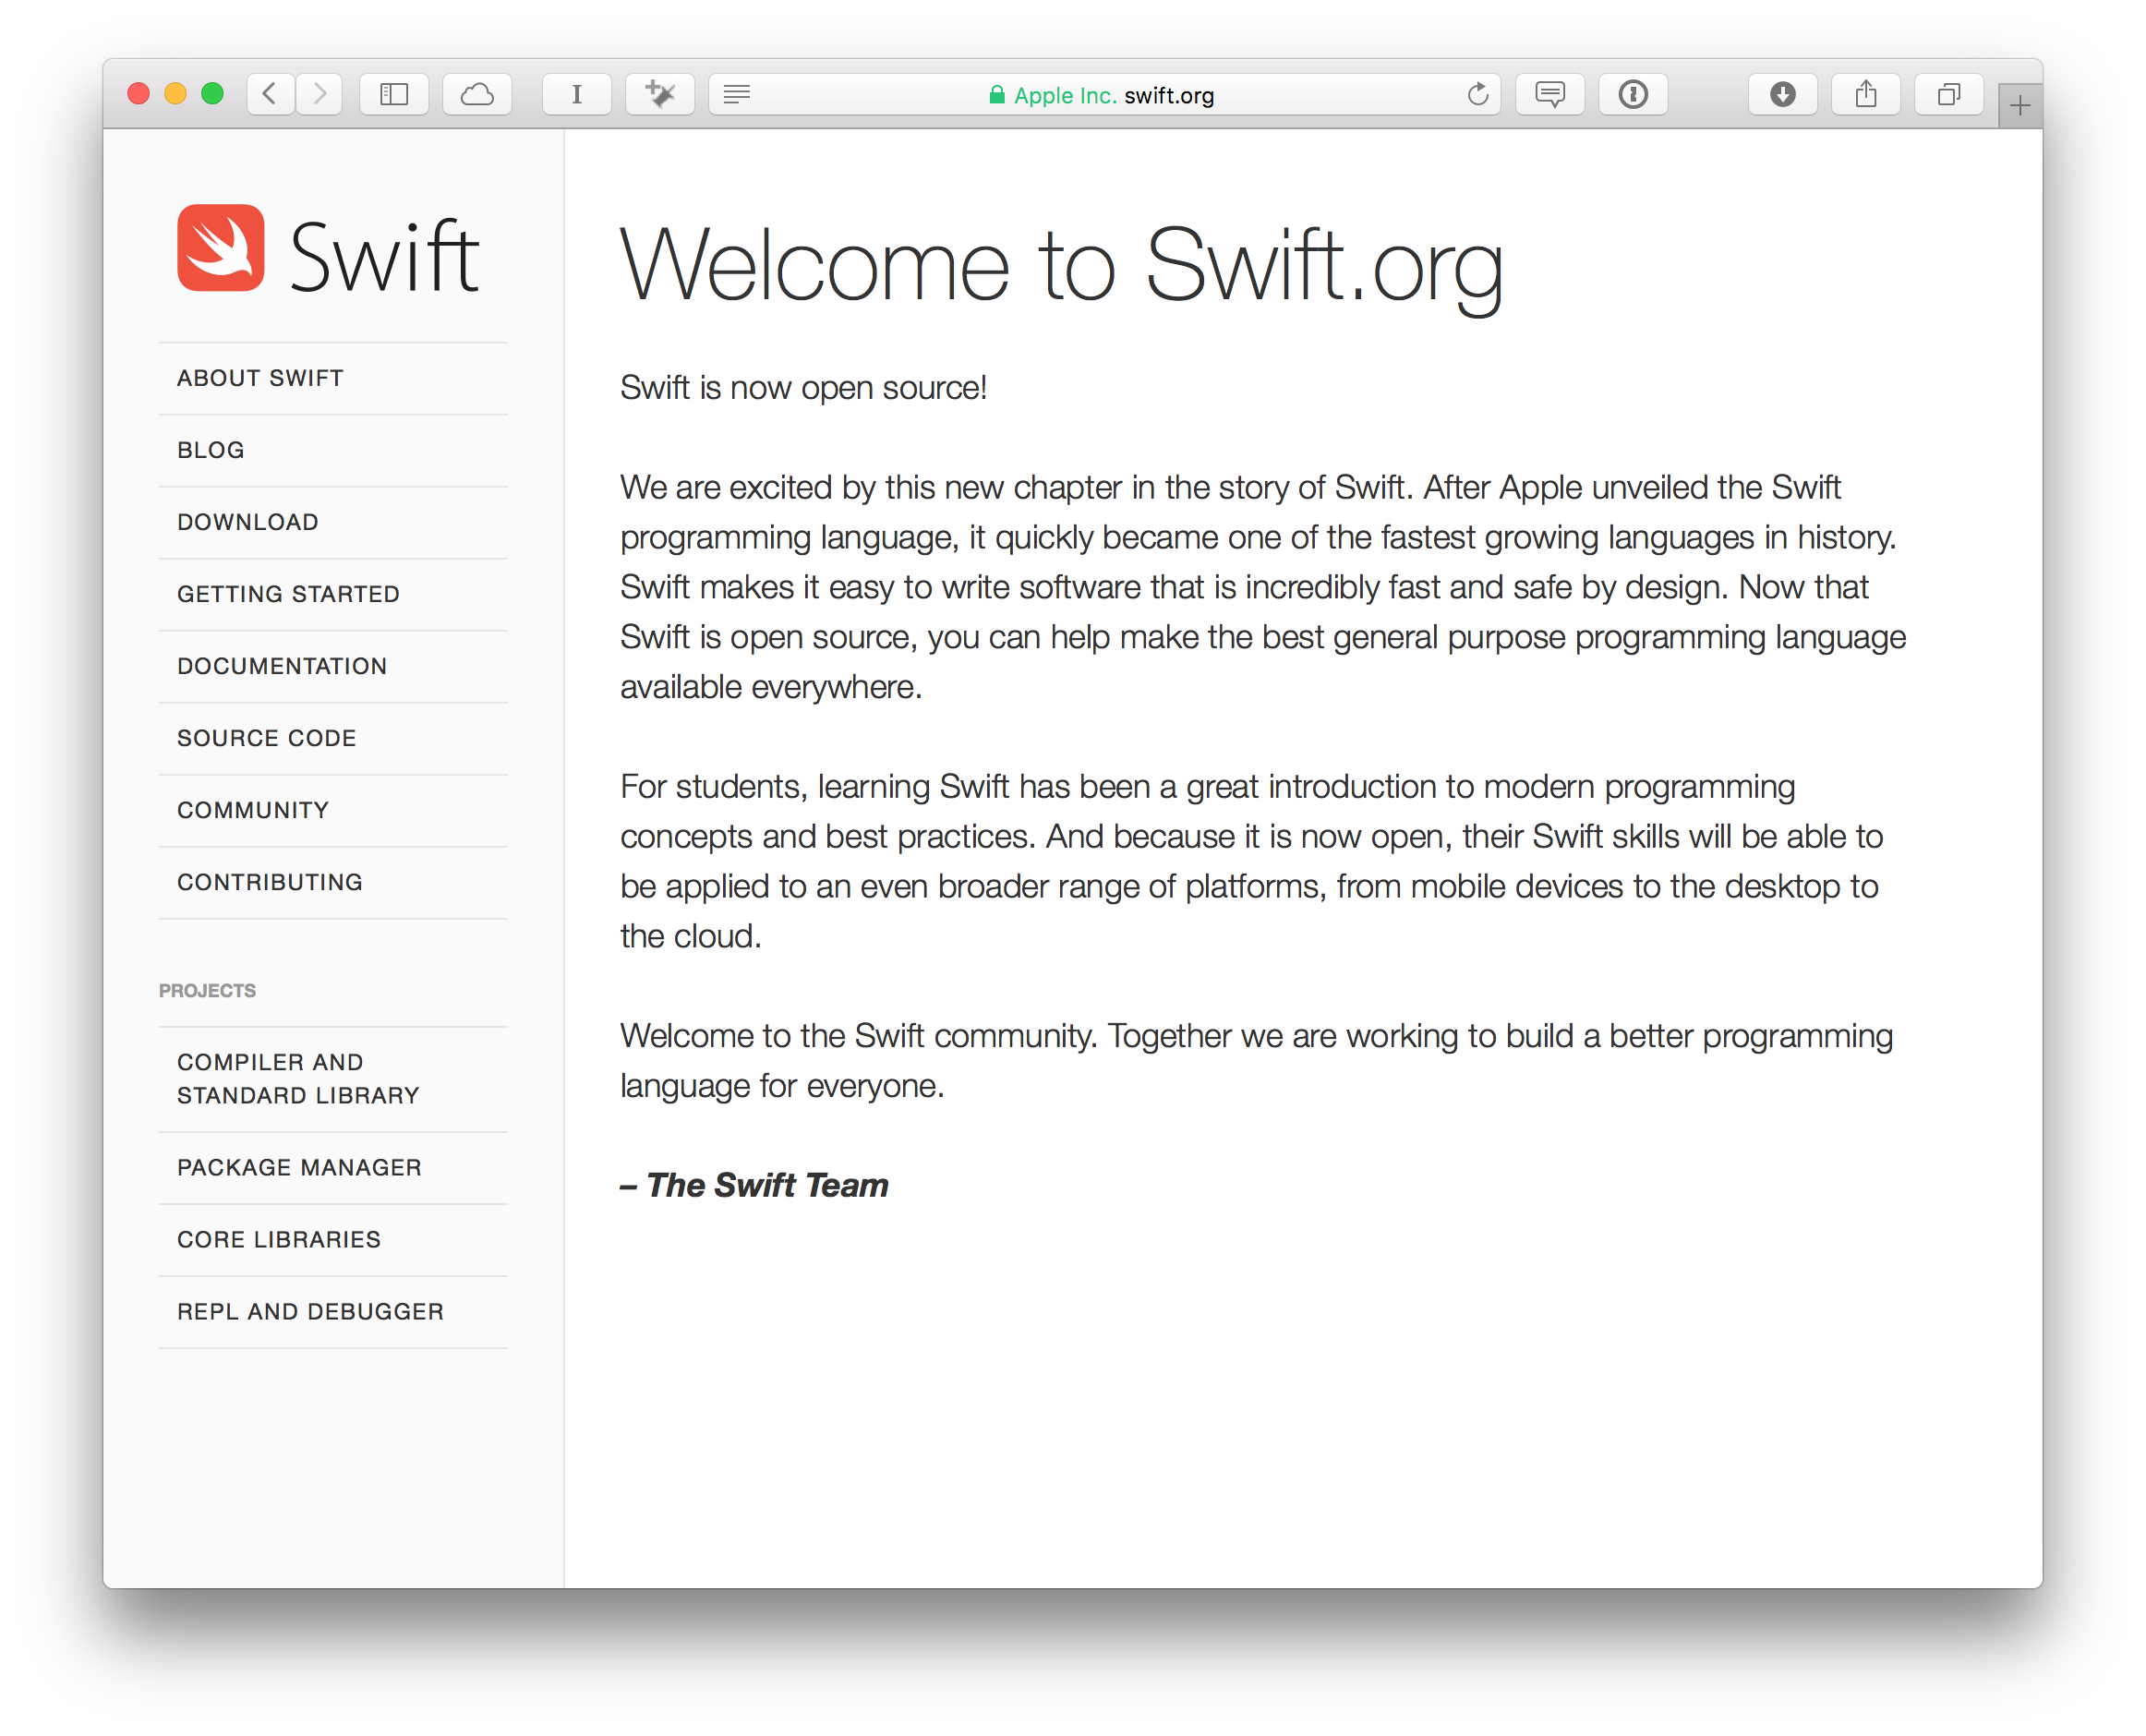 Apple Inc. swift.org
Swift
ABOUT SWIFT
BLOG
DOWNLOAD
GETTING STARTED
DOCUMENTATION
SOURCE CODE
COMMUNITY
CONTRIBUTING
PROJECTS
COMPILER AND
STANDARD LIBRARY
PACKAGE MANAGER
CORE LIBRARIES
REPL AND DEBUGGER
Welcome to Swift.org
Swift is now open source!
We are excited by this new chapter in the story of Swift. After Apple unveiled the Swift
programming language, it quickly became one of the fastest growing languages in history.
Swift makes it easy to write software that is incredibly fast and safe by design. Now that
Swift is open source, you can help make the best general purpose programming language
available everywhere.
For students, learning Swift has been a great introduction to modern programming
concepts and best practices. And because it is now open, their Swift skills will be able to
be applied to an even broader range of platforms, from mobile devices to the desktop to
the cloud.
Welcome to the Swift community. Together we are working to build a better programming
language for everyone.
– The Swift Team